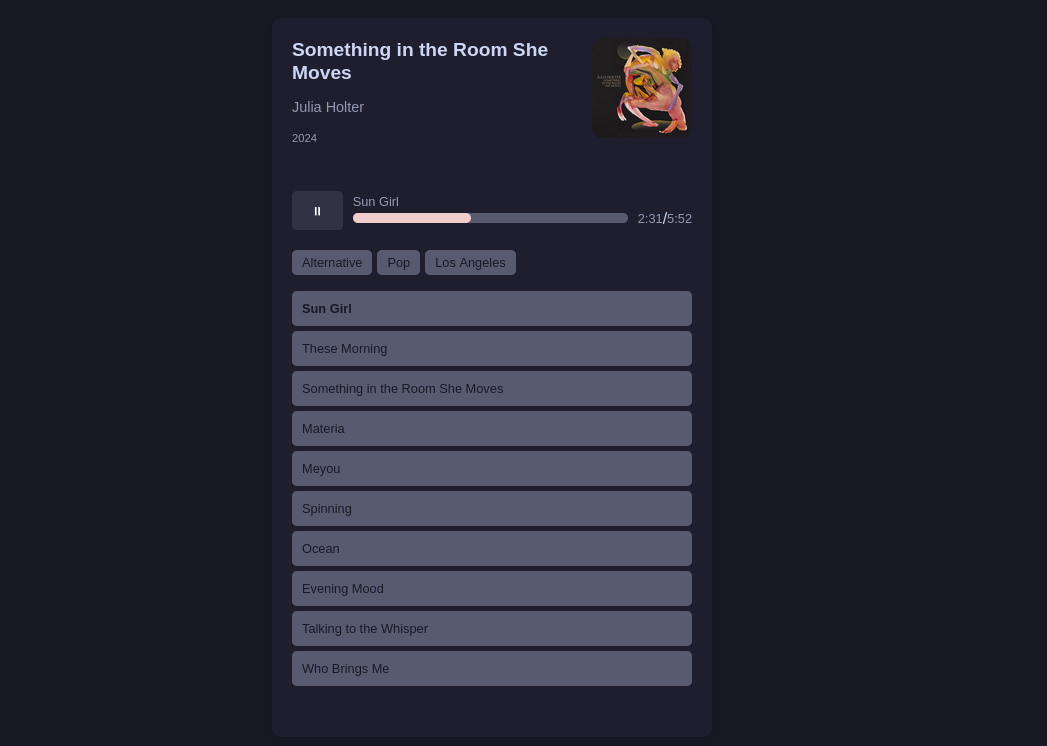 Something in the Room She
Moves
Julia Holter
2024
Sun Girl
2:31/5:52
Alternative Pop Los Angeles
Sun Girl
These Morning
Something in the Room She Moves
Materia
Meyou
Spinning
Ocean
Evening Mood
Talking to the Whisper
Who Brings Me